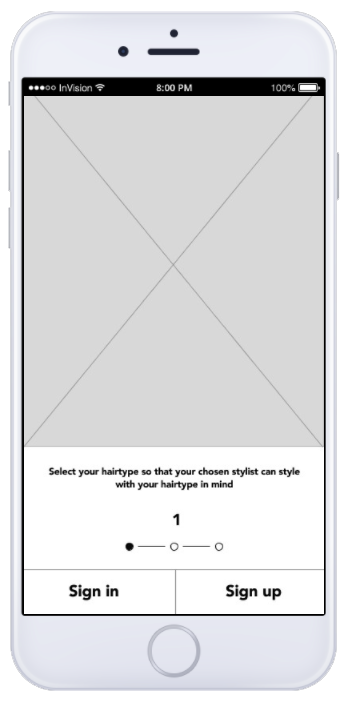 InVision 8:00 PM 100%
Select your hairtype so that your chosen stylist can style
with your hairtype in mind
1
Sign in Sign up